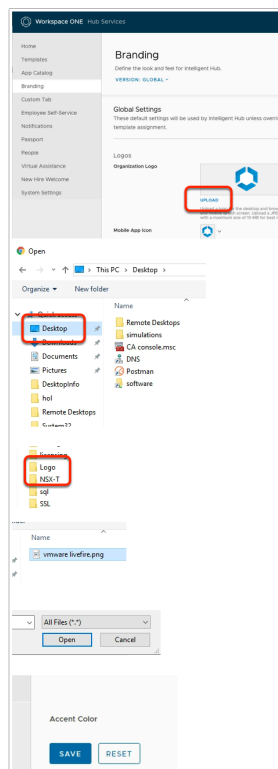 Workspace ONE Hub Services
Home
Templates
App Catalog
Branding
Custom Tab
Employee Self-Service
Notifications
Passport
People
Virtual Assistance
New Hire Welcome
System Settings
Branding
Define the look and feel for Intelligent Hub.
VERSION: GLOBAL
Global Settings
These default settings will be used by Intelligent Hub unless overri
template assignment.
Logos
Organization Logo
UPLOAD
Mobile App Icon
Open
This PC > Desktop >
Organize New folder
Name
Quick access
Desktop
Downloads
Documents
Pictures
DesktopInfo
hol
Remote Desktops
System32
Remote Desktops
simulations
CA console.msc
DNS
Postman
software
licensing
Logo
NSX-T
sql
SSL
Name
vmware livefire.png
All Files (*.*)
Open Cancel
Accent Color
SAVE RESET